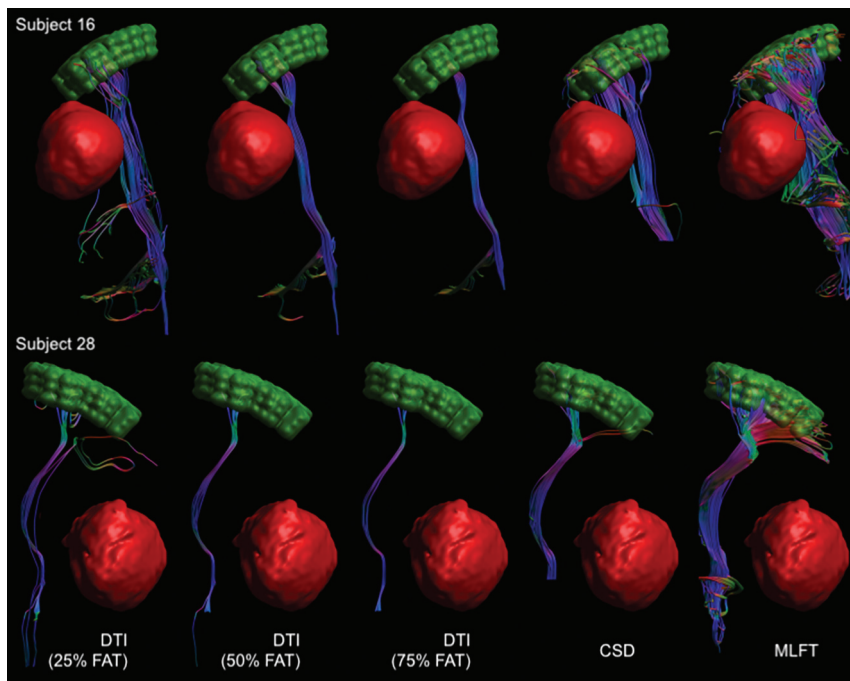 Subject 16
Subject 28
DTI
(25% FAT)
DTI
(50% FAT)
DTI
(75% FAT)
CSD
MLFT